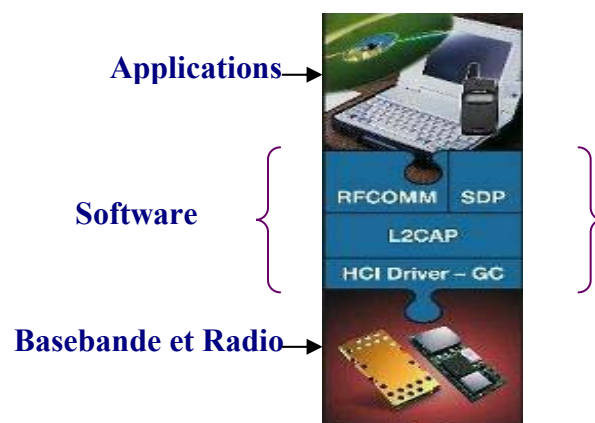 Applications
RFCOMM SDP
Software
L2CAP
HCI Driver – GC
Basebande et Radio